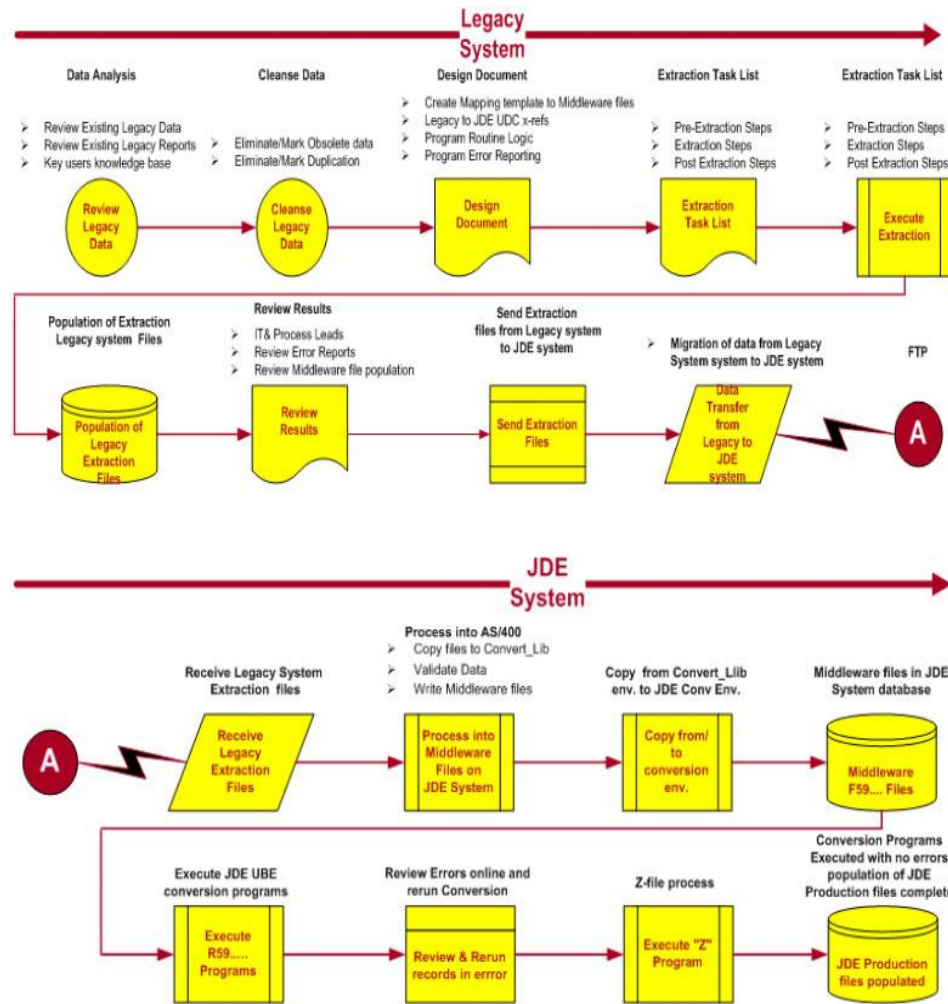 Legacy
System
Data Analysis
Cleanse Data
Design Document
Extraction Task List
Extraction Task List
➢ Review Existing Legacy Data
➢ Review Existing Legacy Reports
➢ Key users knowledge base
➢ Eliminate/Mark Obsolete data
➢ Eliminate/Mark Duplication
➢ Create Mapping template to Middleware files
➢ Legacy to JDE UDC x-refs
➢ Program Routine Logic
➢ Program Error Reporting
➢ Pre-Extraction Steps
➢ Extraction Steps
➢ Post Extraction Steps
➢ Pre-Extraction Steps
➢ Extraction Steps
➢ Post Extraction Steps
Review
Legacy
Data
Cleanse
Legacy
Data
Design
Document
Extraction
Task List
Execute
Extraction
Population of Extraction
Legacy system Files
Review Results
➢ IT& Process Leads
➢ Review Error Reports
➢ Review Middleware file population
Send Extraction
files from Legacy system
to JDE system
➢ Migration of data from Legacy
System system to JDE system
FTP
Population of
Legacy
Extraction
Files
Review
Results
Send Extraction
Files
Data
Transfer
from
Legacy to
JDE
system
A
JDE
System
Receive Legacy System
Extraction files
Process into AS/400
➢ Copy files to Convert_Lib
➢ Validate Data
➢ Write Middleware files
Copy from Convert_Llib
env. to JDE Conv Env.
Middleware files in JDE
System database
A
Receive
Legacy
Extraction
Files
Process into
Middleware
Files on
JDE System
Copy from/
to
conversion
env.
Middleware
F59.... Files
Execute JDE UBE
conversion programs
Review Errors online and
rerun Conversion
Z-file process
Conversion Programs
Executed with no errors
population of JDE
Production files complete
Execute
R59.....
Programs
Review & Rerun
records in errror
Execute "Z"
Program
JDE Production
files populated